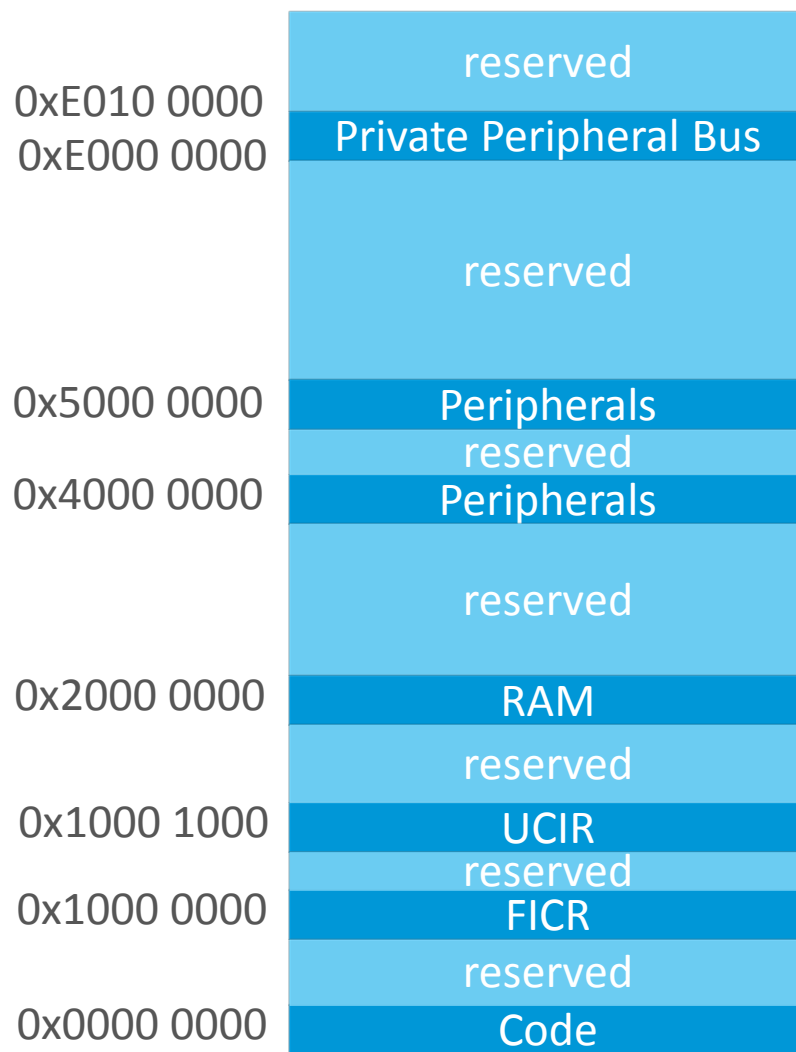 reserved
0xE010 0000
Private Peripheral Bus
0xE000 0000
reserved
0x5000 0000
Peripherals
reserved
0x4000 0000
Peripherals
reserved
0x2000 0000
RAM
reserved
0x1000 1000
UCIR
reserved
0x1000 0000
FICR
reserved
0x0000 0000
Code